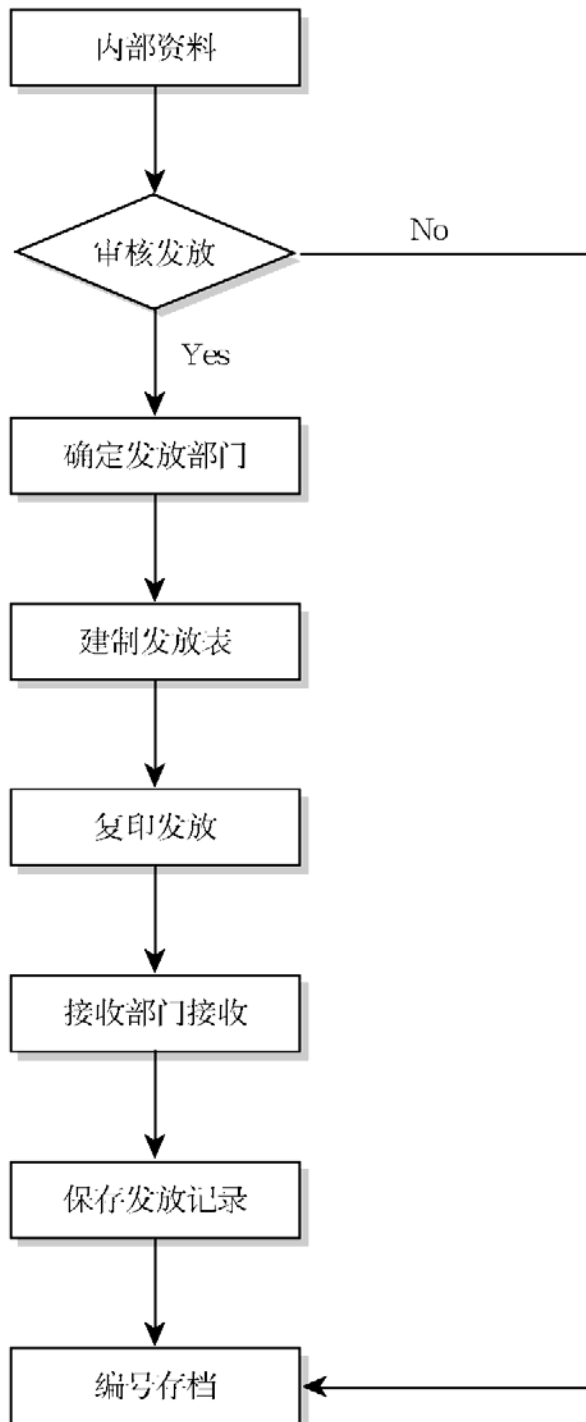 内部资料
审核发放
No
Yes
确定发放部门
建制发放表
复印发放
接收部门接收
保存发放记录
编号存档